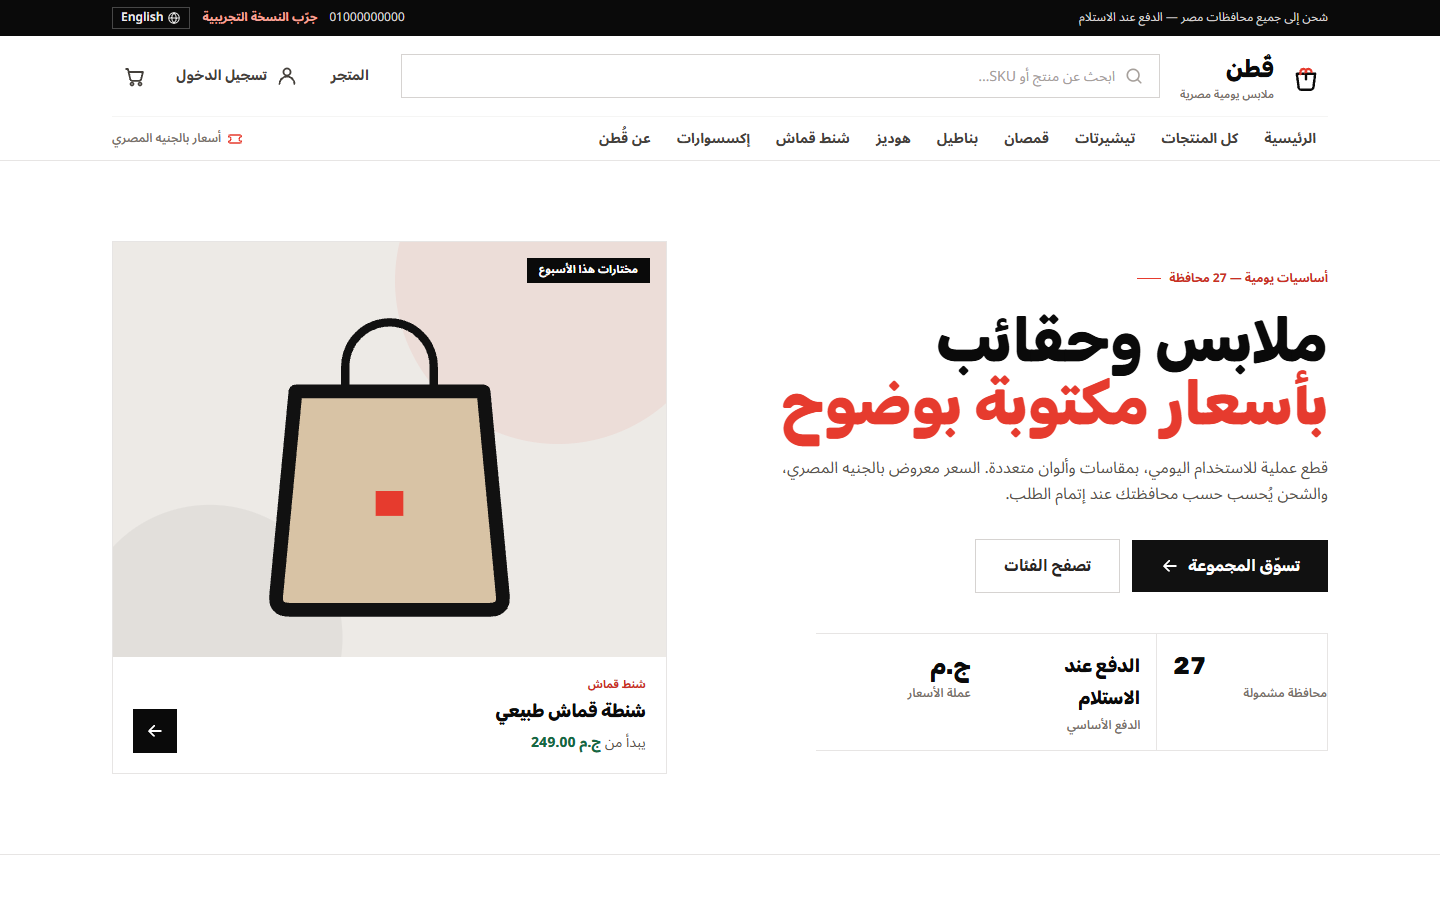 شحن إلى جميع محافظات مصر — الدفع عند الاستلام
01000000000
جرّب النسخة التجريبية
English
قُطن
ملابس يومية مصرية
ابحث عن منتج أو SKU...
المتجر
تسجيل الدخول
الرئيسية
كل المنتجات
تيشيرتات
قمصان
بناطيل
هوديز
شنط قماش
إكسسوارات
عن قُطن
أسعار بالجنيه المصري
أساسيات يومية — 27 محافظة
ملابس وحقائب
بأسعار مكتوبة بوضوح
قطع عملية للاستخدام اليومي، بمقاسات وألوان متعددة. السعر معروض بالجنيه المصري،
والشحن يُحسب حسب محافظتك عند إتمام الطلب.
تسوّق المجموعة
تصفح الفئات
27
محافظة مشمولة
الدفع عند
الاستلام
الدفع الأساسي
ج.م
عملة الأسعار
مختارات هذا الأسبوع
شنط قماش
شنطة قماش طبيعي
يبدأ من ج.م 249.00